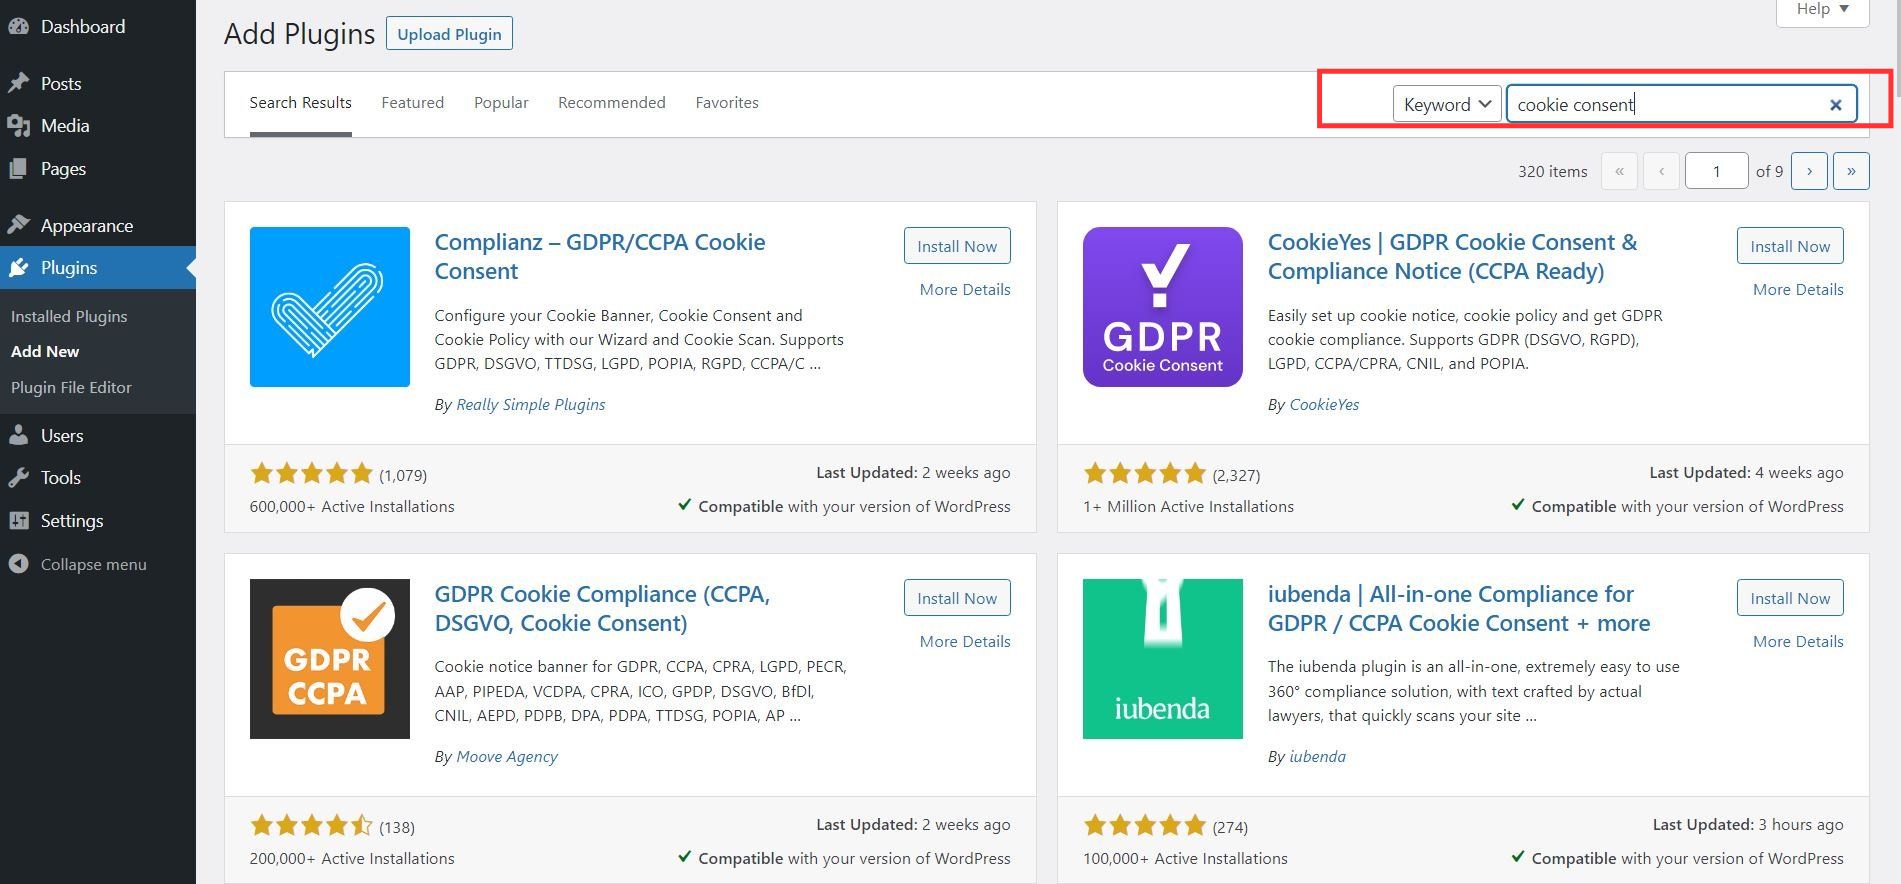 Dashboard
Posts
Media
Pages
Appearance
Plugins
Installed Plugins
Add New
Plugin File Editor
Users
Tools
Settings
Collapse menu
Add Plugins
Upload Plugin
Help
Search Results
Featured
Popular
Recommended
Favorites
Keyword
cookie consent
320 items
«
‹
1
of 9
›
»
Complianz – GDPR/CCPA Cookie
Consent
Install Now
More Details
Configure your Cookie Banner, Cookie Consent and
Cookie Policy with our Wizard and Cookie Scan. Supports
GDPR, DSGVO, TTDSG, LGPD, POPIA, RGPD, CCPA/C ...
By Really Simple Plugins
(1,079)
Last Updated: 2 weeks ago
600,000+ Active Installations
Compatible with your version of WordPress
GDPR
Cookie Consent
CookieYes | GDPR Cookie Consent &
Compliance Notice (CCPA Ready)
Install Now
More Details
Easily set up cookie notice, cookie policy and get GDPR
cookie compliance. Supports GDPR (DSGVO, RGPD),
LGPD, CCPA/CPRA, CNIL, and POPIA.
By CookieYes
(2,327)
Last Updated: 4 weeks ago
1+ Million Active Installations
Compatible with your version of WordPress
GDPR
CCPA
GDPR Cookie Compliance (CCPA,
DSGVO, Cookie Consent)
Install Now
More Details
Cookie notice banner for GDPR, CCPA, CPRA, LGPD, PECR,
AAP, PIPEDA, VCDPA, CPRA, ICO, GPDP, DSGVO, BfDI,
CNIL, AEPD, PDPB, DPA, PDPA, TTDSG, POPIA, AP ...
By Moove Agency
(138)
Last Updated: 2 weeks ago
200,000+ Active Installations
Compatible with your version of WordPress
iubenda
iubenda | All-in-one Compliance for
GDPR / CCPA Cookie Consent + more
Install Now
More Details
The iubenda plugin is an all-in-one, extremely easy to use
360° compliance solution, with text crafted by actual
lawyers, that quickly scans your site ...
By iubenda
(274)
Last Updated: 3 hours ago
100,000+ Active Installations
Compatible with your version of WordPress